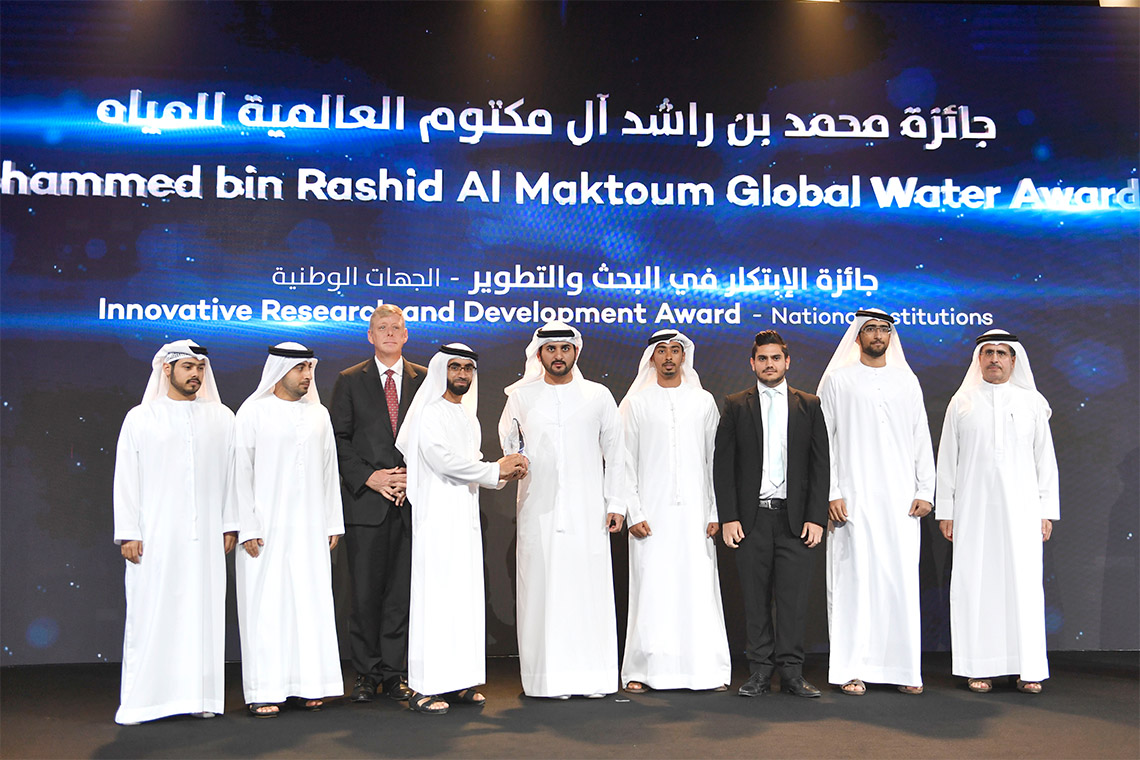 جائزة محمد بن راشد آل مكتوم العالمية للمياه
hammed bin Rashid Al Maktoum Global Water Award
جائزة الإبتكار في البحث والتطوير - الجهات الوطنية
Innovative Research and Development Award - National Institutions